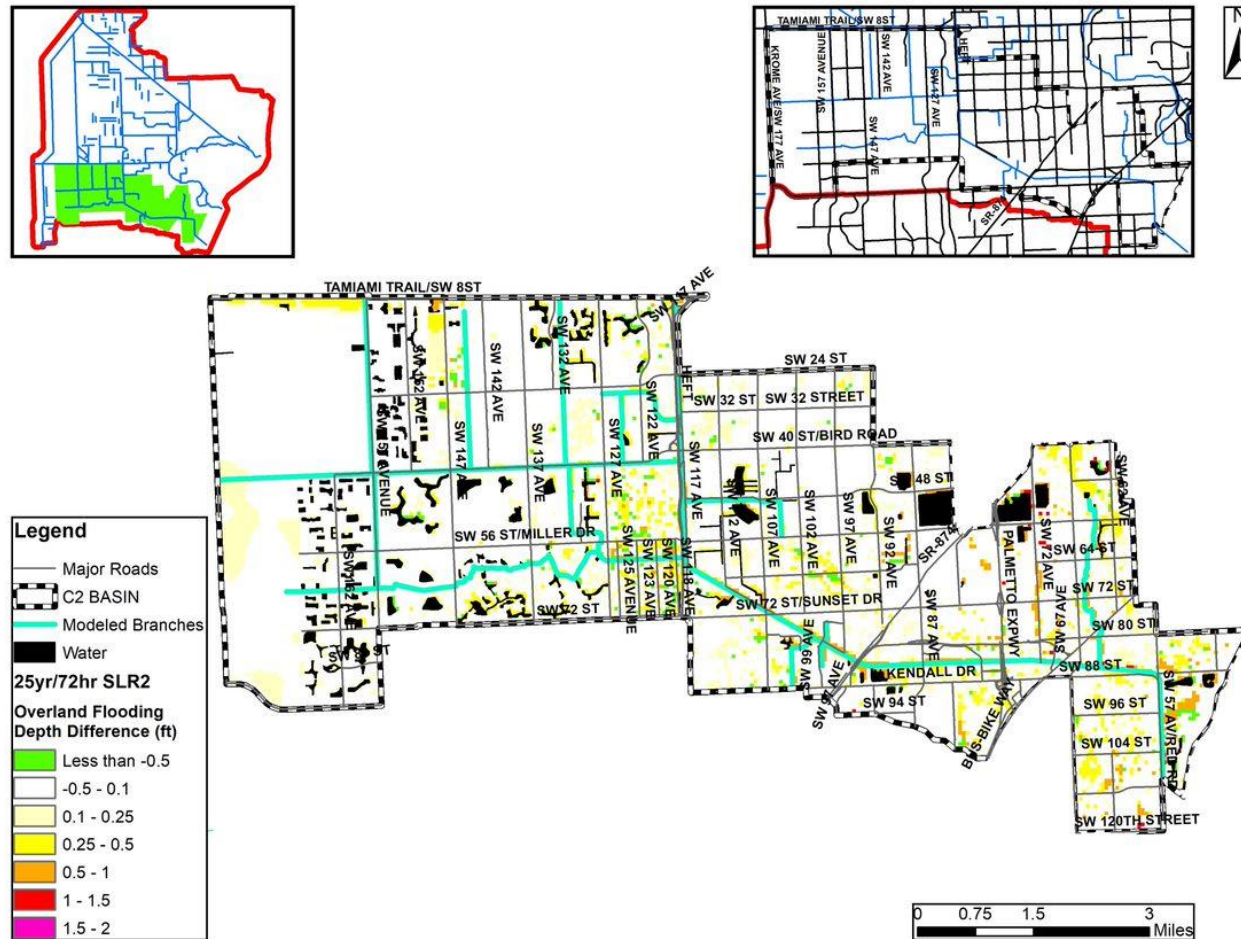 TAMIAMI TRAIL/SW 8ST
HEFT
KROME AVE/SW 177 AVE
SW 157 AVENUE
SW 142 AVE
SW 127 AVE
SW 147 AVE
SR-874
N
TAMIAMI TRAIL/SW 8ST
SW 132 AVE
SW 142 AVE
SW 24 ST
HEFT
SW 122 AVE
SW 32 ST
SW 32 STREET
SW 127 AVE
SW 137 AVE
SW 147 AVE
SW 40 ST/BIRD ROAD
SW 117 AVE
SW 107 AVE
SW 102 AVE
SW 97 AVE
SW 92 AVE
48 ST
SR-874
PALMETTO EXPWY
SW 72 AVE
SW 56 ST/MILLER DR
SW 64 ST
SW 125 AVENUE
SW 123 AVE
SW 120 AVE
SW 118 AVE
SW 72 ST
SW 72 ST
SW 72 ST/SUNSET DR
SW 87 AVE
SW 69 AVE
SW 80 ST
SW 99 AVE
SW 88 ST
KENDALL DR
SW 94 ST
SW 57 AV/RED RD
SW 96 ST
SW 104 ST
SW 120TH STREET
Legend
Major Roads
C2 BASIN
Modeled Branches
Water
25yr/72hr SLR2
Overland Flooding
Depth Difference (ft)
Less than -0.5
-0.5 - 0.1
0.1 - 0.25
0.25 - 0.5
0.5 - 1
1 - 1.5
1.5 - 2
0 0.75 1.5 3
Miles